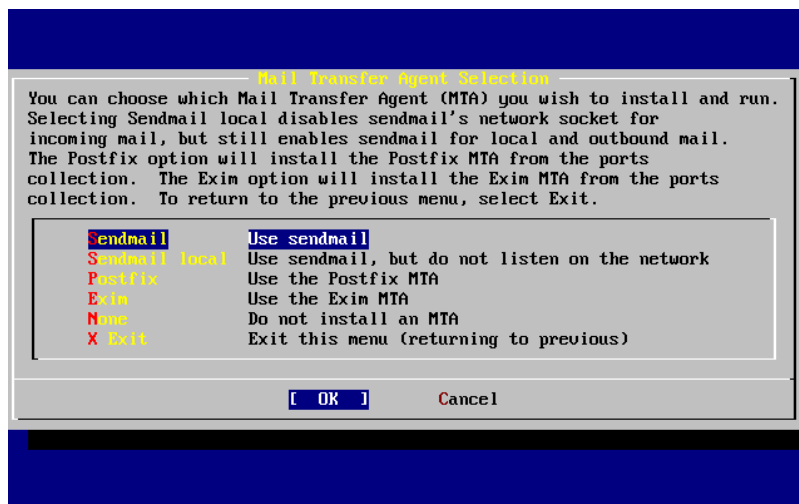 Mail Transfer Agent Selection
You can choose which Mail Transfer Agent (MTA) you wish to install and run.
Selecting Sendmail local disables sendmail's network socket for
incoming mail, but still enables sendmail for local and outbound mail.
The Postfix option will install the Postfix MTA from the ports
collection.  The Exim option will install the Exim MTA from the ports
collection.  To return to the previous menu, select Exit.
Sendmail Use sendmail
Sendmail local Use sendmail, but do not listen on the network
Postfix Use the Postfix MTA
Exim Use the Exim MTA
None Do not install an MTA
X Exit Exit this menu (returning to previous)
[ OK ] Cancel